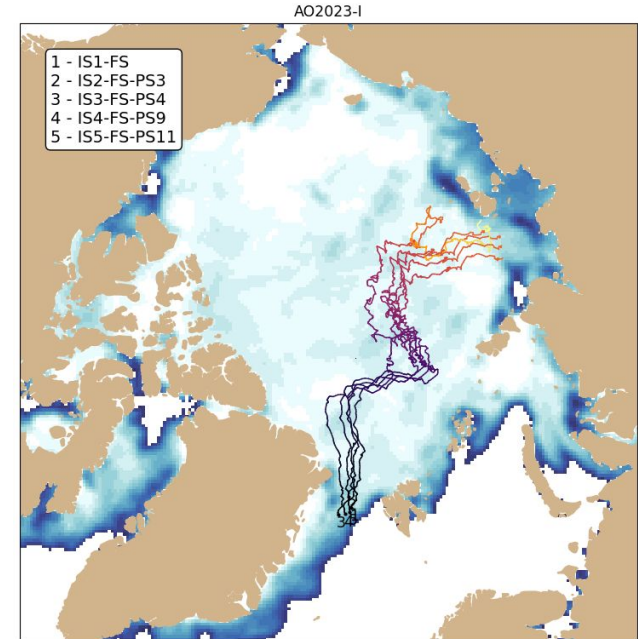 AO2023-I
1 - IS1-FS
2 - IS2-FS-PS3
3 - IS3-FS-PS4
4 - IS4-FS-PS9
5 - IS5-FS-PS11